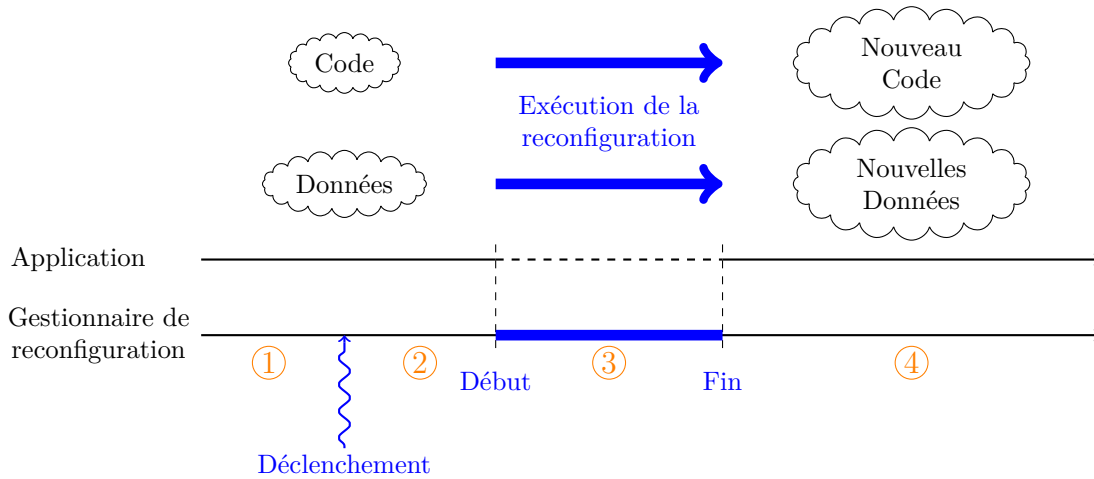 Code
Nouveau
Code
Exécution de la
reconfiguration
Données
Nouvelles
Données
Application
Gestionnaire de
reconfiguration
1
2
3
4
Début
Fin
Déclenchement